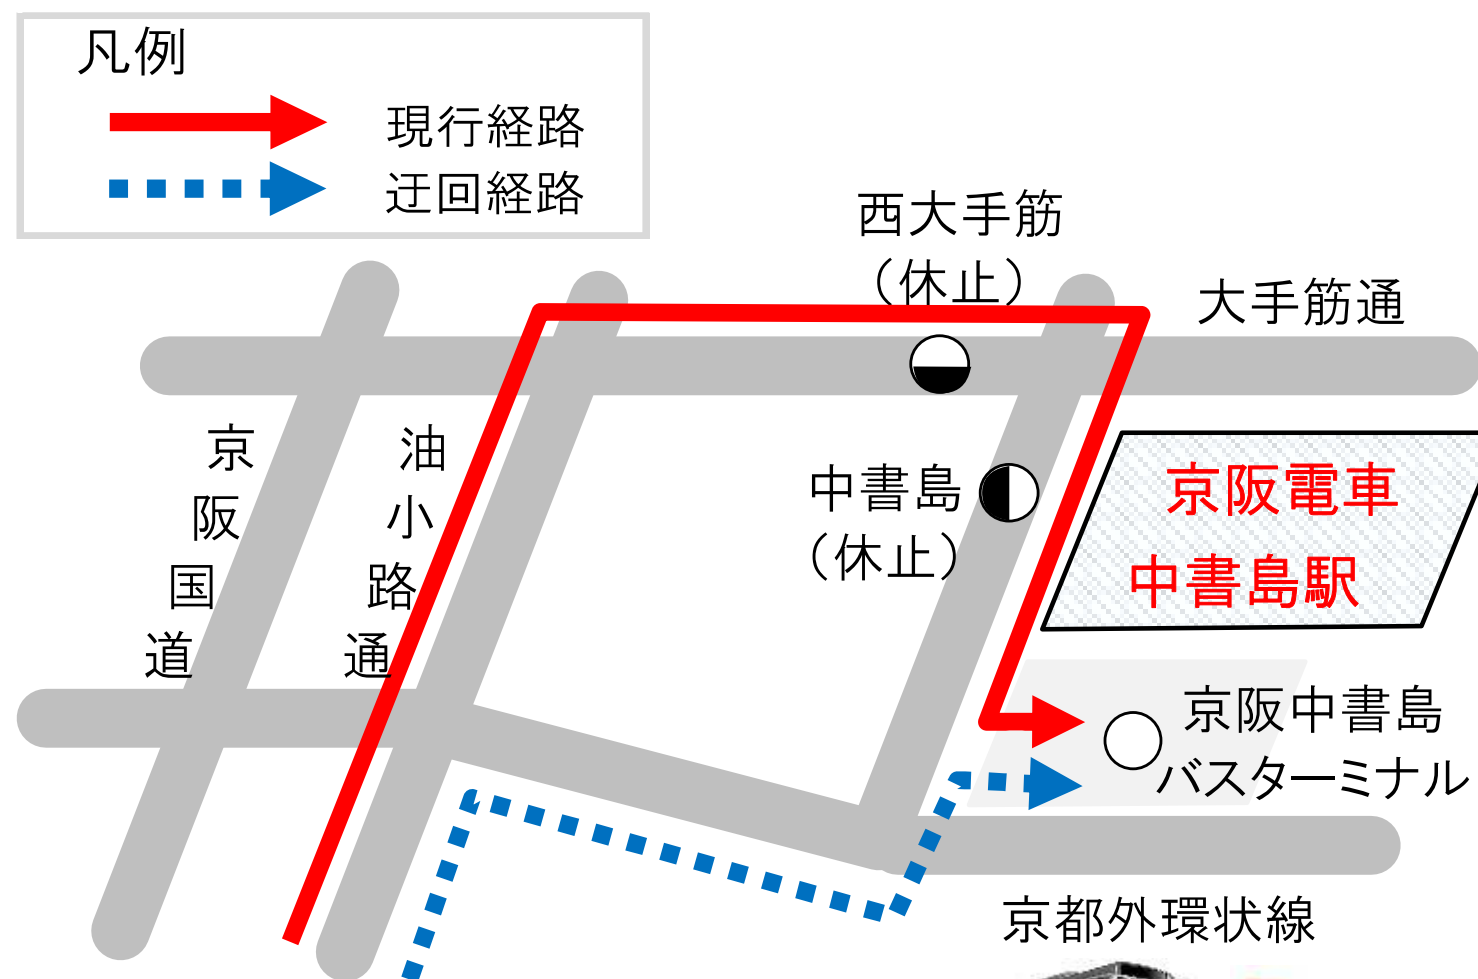 凡例
現行経路
迂回経路
西大手筋
（休止）
大手筋通
京阪国道
油小路通
中書島
（休止）
京阪電車
中書島駅
京阪中書島
バスターミナル
京都外環状線